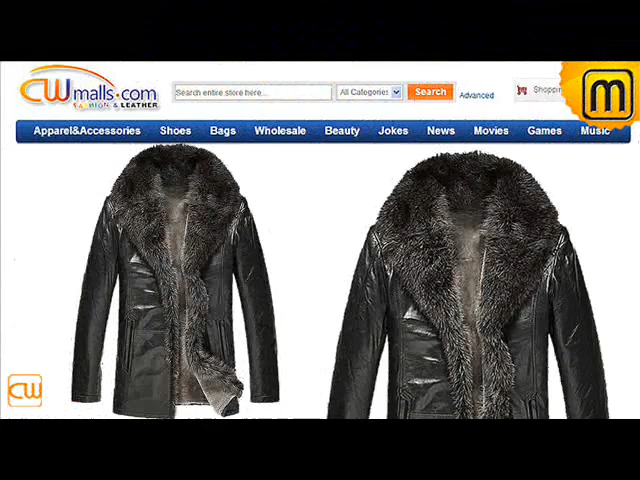 CWmalls.com
FASHION & LEATHER
Search entire store here...
All Categories
Search
Advanced
Shoppin
M
Apparel&Accessories Shoes Bags Wholesale Beauty Jokes News Movies Games Music
CW